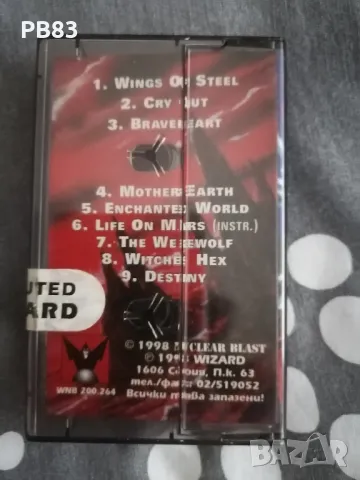 PB83
1. WINGS OF STEEL
2. CRY OUT
3. BRAVEHEART
4. MOTHER EARTH
5. ENCHANTED WORLD
6. LIFE ON MARS (INSTR.)
7. THE WEREWOLF
8. WITCHES HEX
9. DESTINY
UTED
ARD
© 1998 NUCLEAR BLAST
℗ 1998 WIZARD
1606 София, П.к. 63
тел./факс 02/519052
Всички права запазени!
WNB 200 264
BAZAR